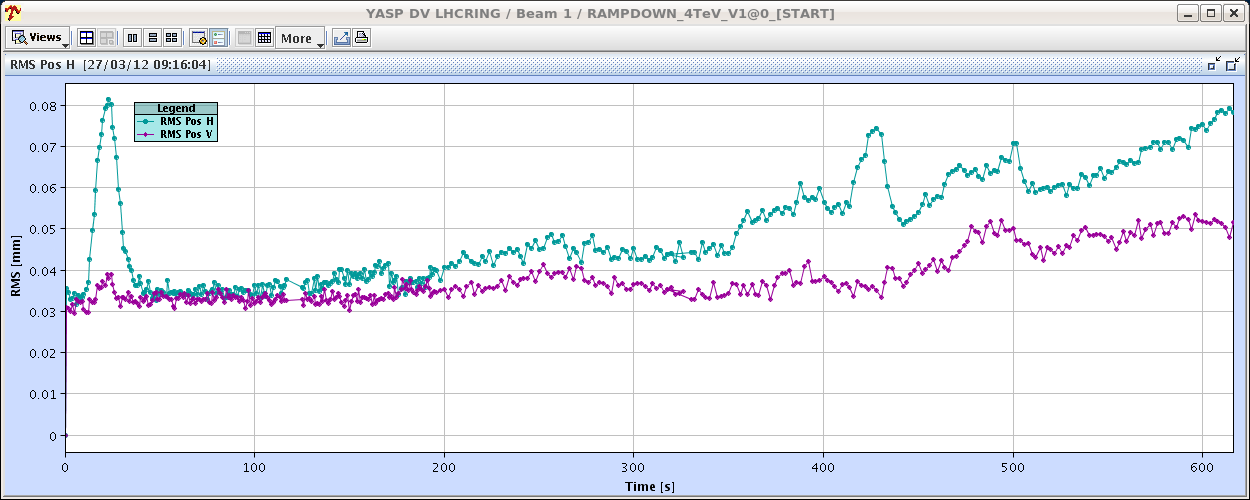 YASP DV LHCRING / Beam 1 / RAMPDOWN_4TeV_V1@0_[START]
Views
More
RMS Pos H [27/03/12 09:16:04]
Legend
RMS Pos H
RMS Pos V
RMS [mm]
0.08
0.07
0.06
0.05
0.04
0.03
0.02
0.01
0
0 100 200 300 400 500 600
Time [s]